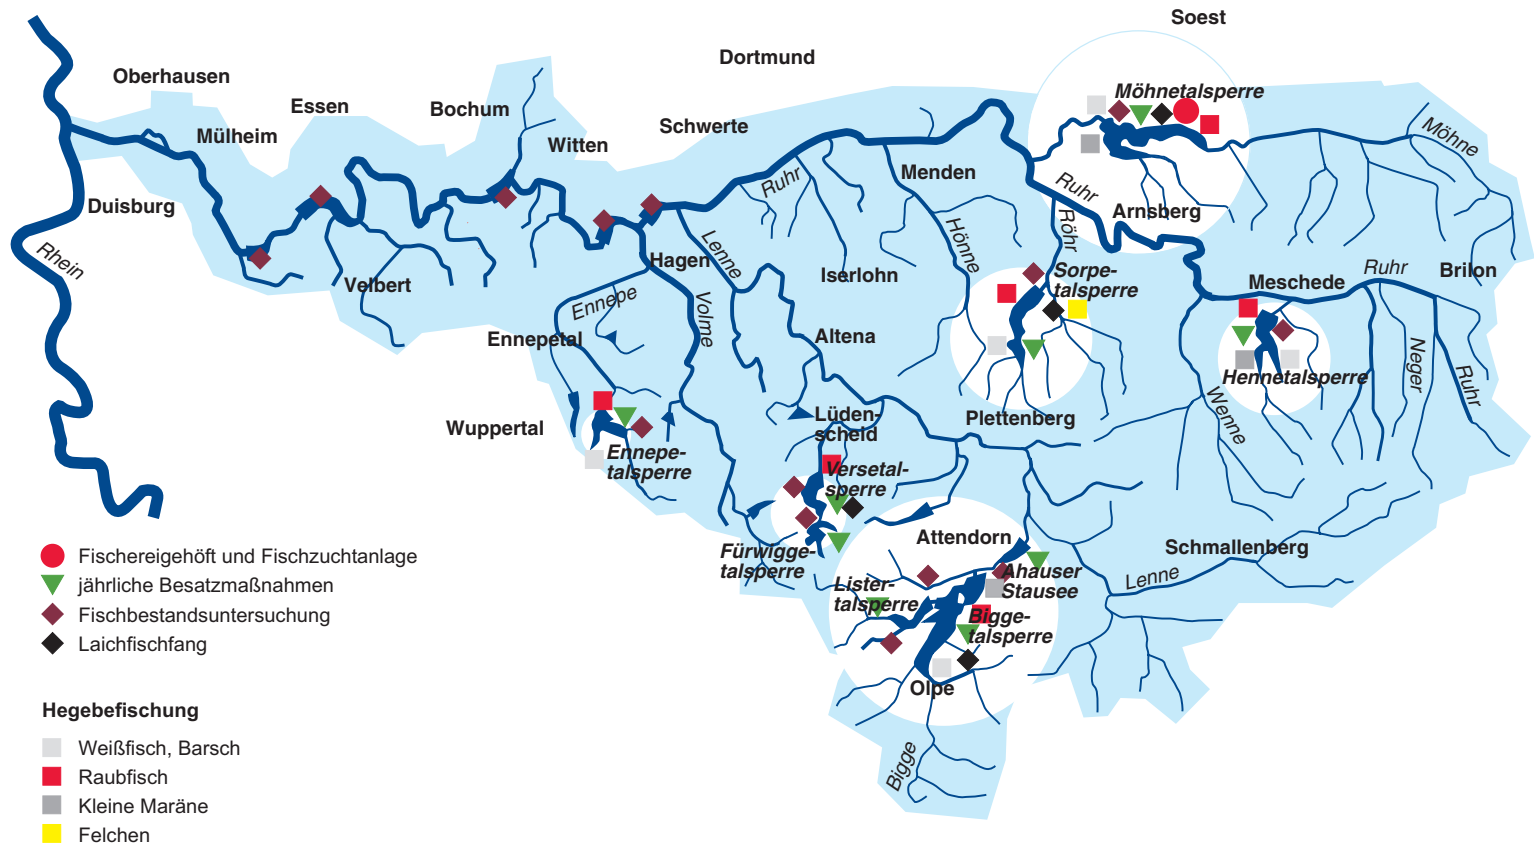 Soest
Dortmund
Oberhausen
Essen
Bochum
Möhnetalsperre
Mülheim
Schwerte
Witten
Möhne
Menden
Ruhr
Ruhr
Duisburg
Arnsberg
Röhr
Hönne
Lenne
Rhein
Hagen
Iserlohn
Sorpe-
talsperre
Ruhr
Brilon
Velbert
Meschede
Ennepe
Volme
Ennepetal
Altena
Neger
Ruhr
Hennetalsperre
Wenne
Wuppertal
Lüden-
scheid
Plettenberg
Ennepe-
talsperre
Versetal-
sperre
Attendorn
Schmallenberg
Fürwigge-
talsperre
Lenne
Ahauser
Stausee
Lister-
talsperre
Bigge-
talsperre
Olpe
Bigge
Fischereigehöft und Fischzuchtanlage
jährliche Besatzmaßnahmen
Fischbestandsuntersuchung
Laichfischfang
Hegebefischung
Weißfisch, Barsch
Raubfisch
Kleine Maräne
Felchen